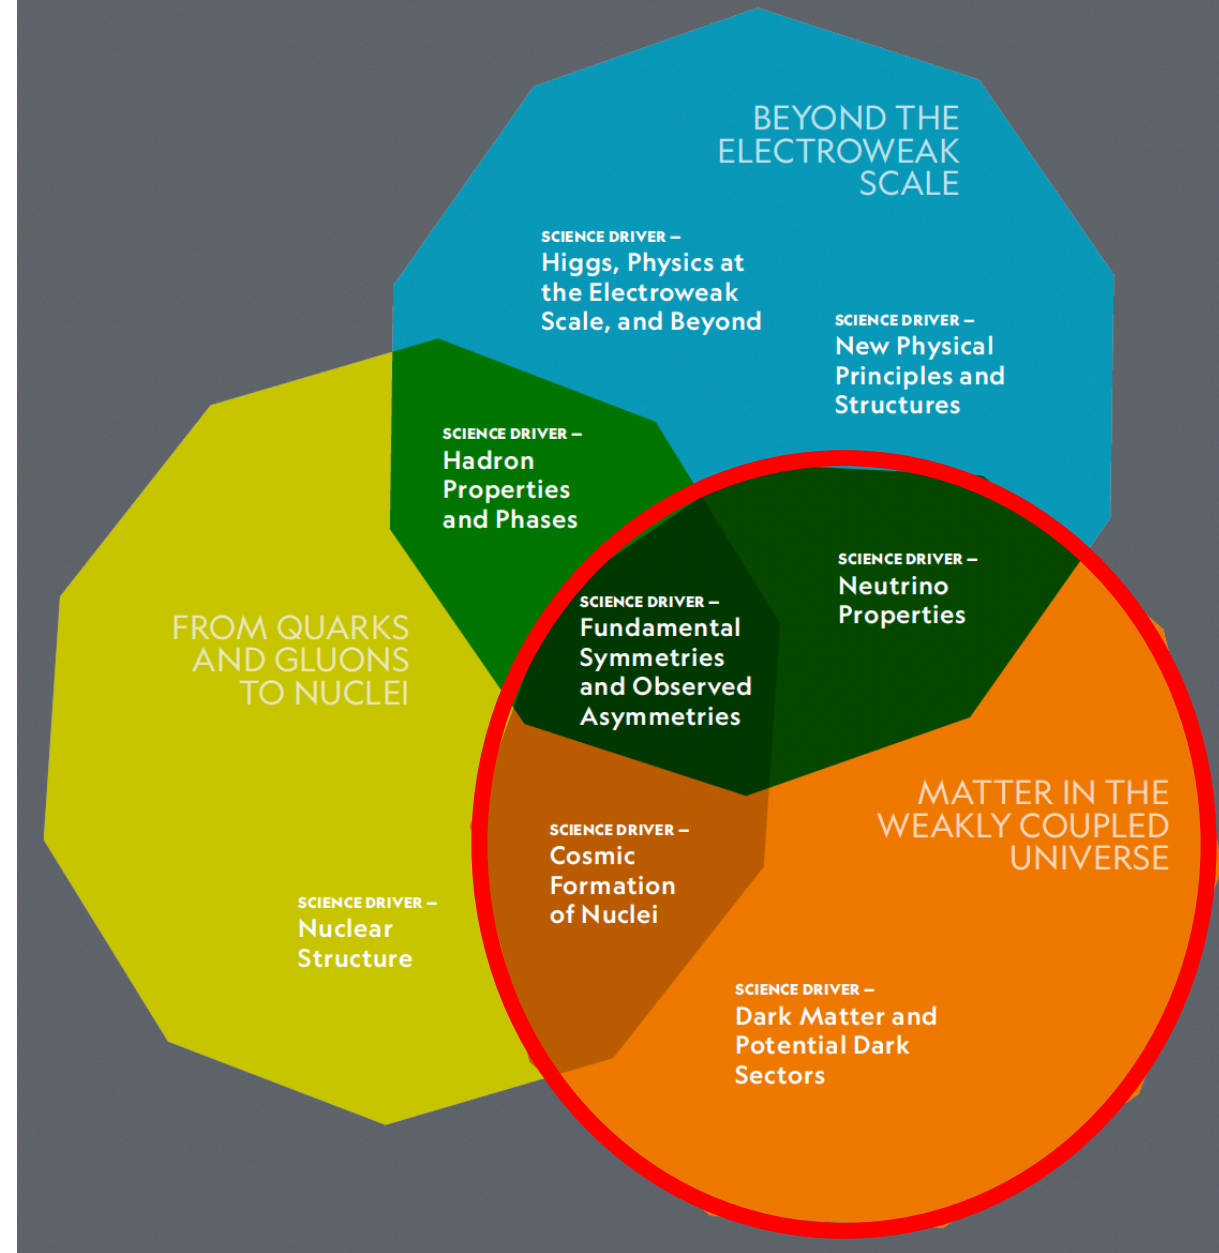 BEYOND THE
ELECTROWEAK
SCALE
SCIENCE DRIVER –
Higgs, Physics at
the Electroweak
Scale, and Beyond
SCIENCE DRIVER –
New Physical
Principles and
Structures
SCIENCE DRIVER –
Hadron
Properties
and Phases
SCIENCE DRIVER –
Neutrino
Properties
SCIENCE DRIVER –
Fundamental
Symmetries
and Observed
Asymmetries
FROM QUARKS
AND GLUONS
TO NUCLEI
MATTER IN THE
WEAKLY COUPLED
UNIVERSE
SCIENCE DRIVER –
Cosmic
Formation
of Nuclei
SCIENCE DRIVER –
Nuclear
Structure
SCIENCE DRIVER –
Dark Matter and
Potential Dark
Sectors